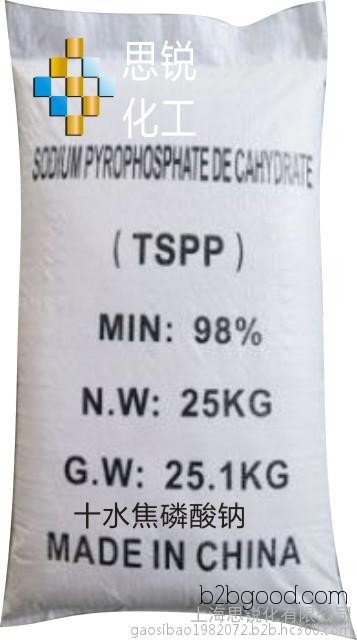 思锐
化工
SODIUM PYROPHOSPHATE DE CAHYDRATE
( TSPP )
MIN: 98%
N.W: 25KG
G.W: 25.1KG
十水焦磷酸钠
MADE IN CHINA
b2bgood.com
上海思锐化工有限公司
gaosibao1982072.b2b.hc360.com